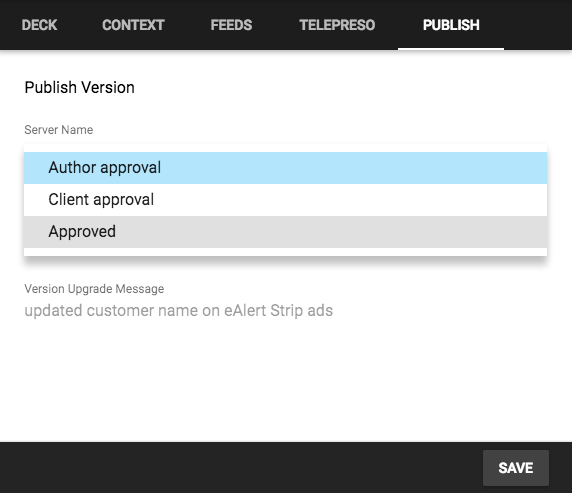 DECK CONTEXT FEEDS TELEPRESO PUBLISH
Publish Version
Server Name
Author approval
Client approval
Approved
Version Upgrade Message
updated customer name on eAlert Strip ads
SAVE